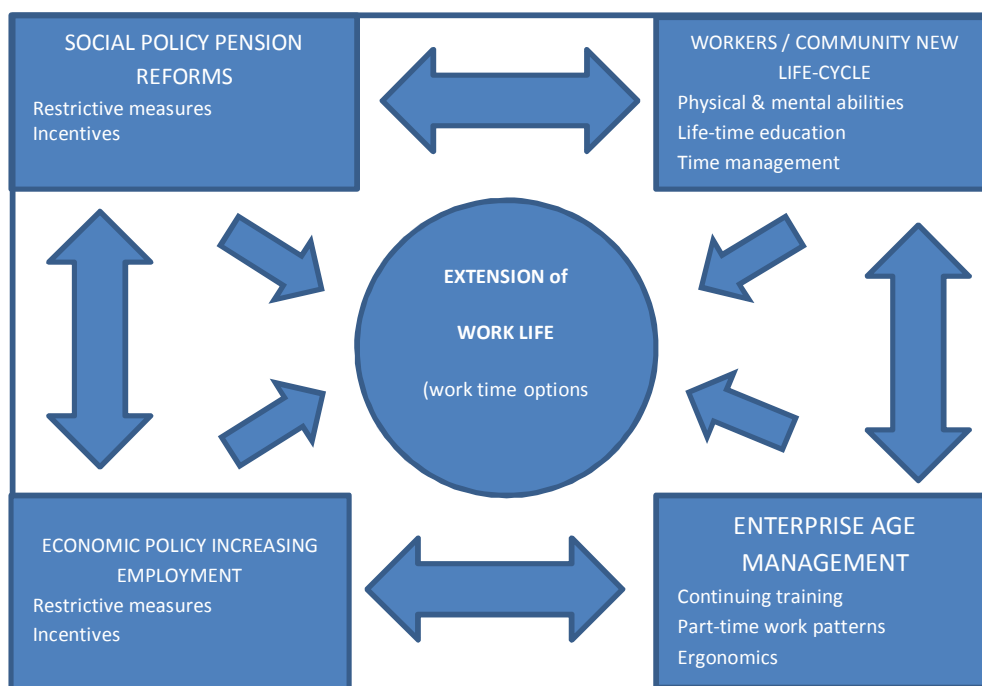 SOCIAL POLICY PENSION
REFORMS
Restrictive measures
Incentives
WORKERS / COMMUNITY NEW
LIFE-CYCLE
Physical & mental abilities
Life-time education
Time management
EXTENSION of
WORK LIFE
(work time options
ECONOMIC POLICY INCREASING
EMPLOYMENT
Restrictive measures
Incentives
ENTERPRISE AGE
MANAGEMENT
Continuing training
Part-time work patterns
Ergonomics